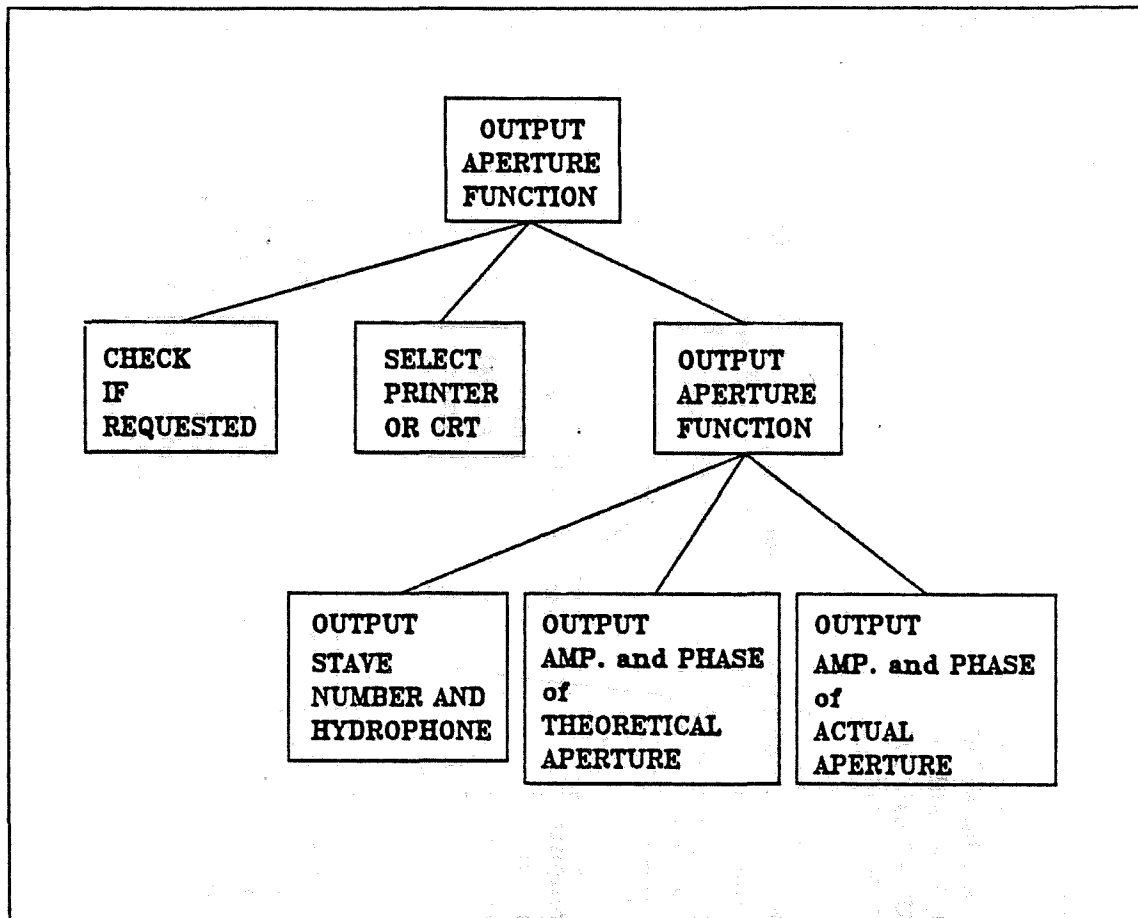 OUTPUT
APERTURE
FUNCTION
CHECK
IF
REQUESTED
SELECT
PRINTER
OR CRT
OUTPUT
APERTURE
FUNCTION
OUTPUT
STAVE
NUMBER AND
HYDROPHONE
OUTPUT
AMP. and PHASE
of
THEORETICAL
APERTURE
OUTPUT
AMP. and PHASE
of
ACTUAL
APERTURE